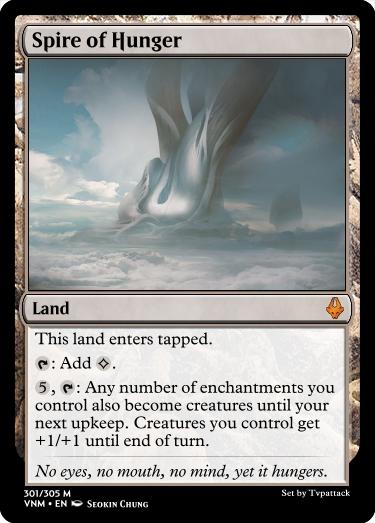 Spire of Hunger
Land
This land enters tapped.
: Add .
5, : Any number of enchantments you
control also become creatures until your
next upkeep. Creatures you control get
+1/+1 until end of turn.
No eyes, no mouth, no mind, yet it hungers.
301/305 M
Set by Tvpattack
VNM • EN Seokin Chung